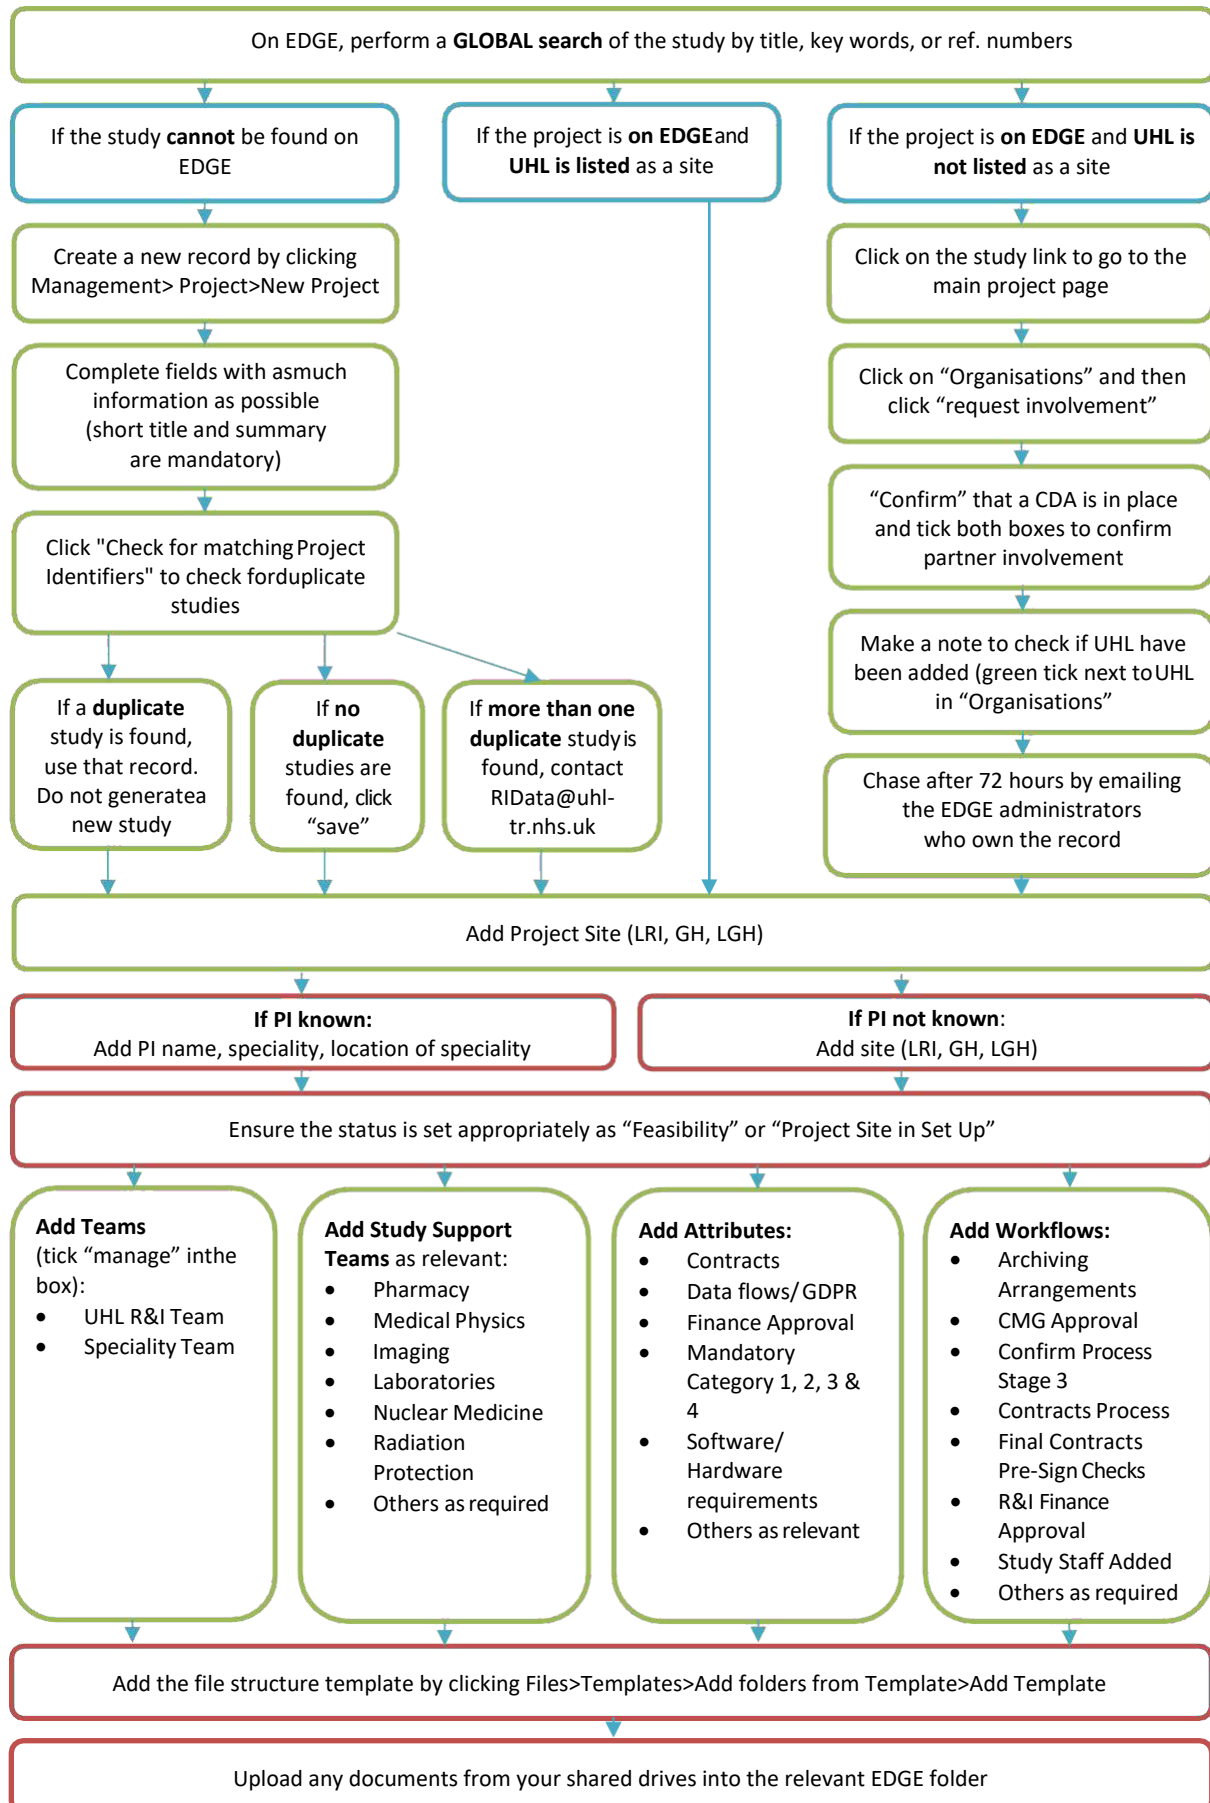 On EDGE, perform a GLOBAL search of the study by title, key words, or ref. numbers
If the study cannot be found on
EDGE
If the project is on EDGE and
UHL is listed as a site
If the project is on EDGE and UHL is
not listed as a site
Create a new record by clicking
Management> Project>New Project
Click on the study link to go to the
main project page
Complete fields with asmuch
information as possible
(short title and summary
are mandatory)
Click on “Organisations” and then
click “request involvement”
“Confirm” that a CDA is in place
and tick both boxes to confirm
partner involvement
Click "Check for matching Project
Identifiers" to check forduplicate
studies
Make a note to check if UHL have
been added (green tick next to UHL
in “Organisations”
If a duplicate
study is found,
use that record.
Do not generatea
new study
If no
duplicate
studies are
found, click
“save”
If more than one
duplicate study is
found, contact
RIData@uhl-
tr.nhs.uk
Chase after 72 hours by emailing
the EDGE administrators
who own the record
Add Project Site (LRI, GH, LGH)
If PI known:
Add PI name, speciality, location of speciality
If PI not known:
Add site (LRI, GH, LGH)
Ensure the status is set appropriately as “Feasibility” or “Project Site in Set Up”
Add Teams
(tick “manage” inthe
box):
• UHL R&I Team
• Speciality Team
Add Study Support
Teams as relevant:
• Pharmacy
• Medical Physics
• Imaging
• Laboratories
• Nuclear Medicine
• Radiation
Protection
• Others as required
Add Attributes:
• Contracts
• Data flows/ GDPR
• Finance Approval
• Mandatory
Category 1, 2, 3 &
4
• Software/
Hardware
requirements
• Others as relevant
Add Workflows:
• Archiving
Arrangements
• CMG Approval
• Confirm Process
Stage 3
• Contracts Process
• Final Contracts
Pre-Sign Checks
• R&I Finance
Approval
• Study Staff Added
• Others as required
Add the file structure template by clicking Files>Templates>Add folders from Template>Add Template
Upload any documents from your shared drives into the relevant EDGE folder